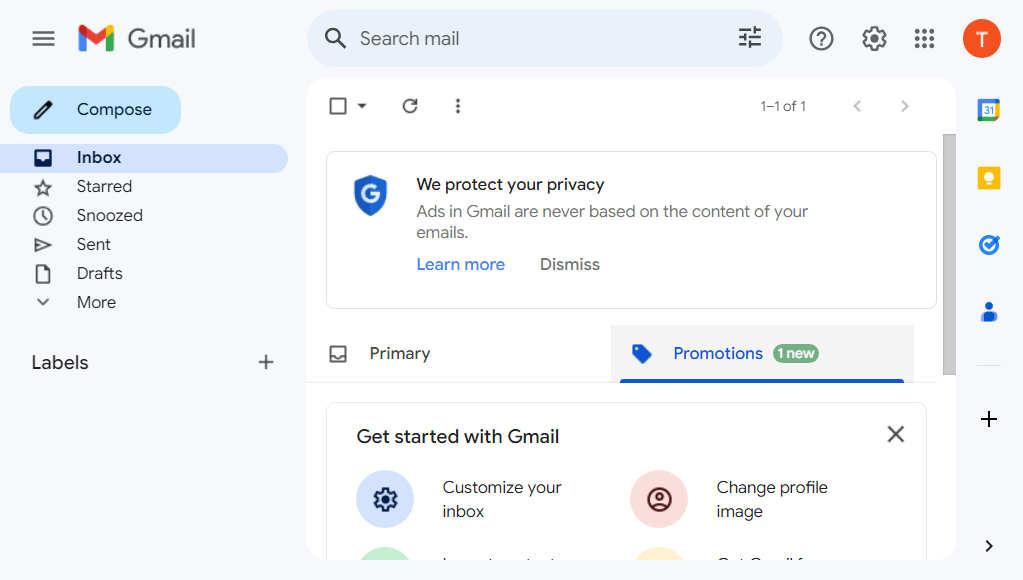 Gmail
Search mail
T
Compose
1–1 of 1
31
Inbox
Starred
Snoozed
Sent
Drafts
More
Labels
G
We protect your privacy
Ads in Gmail are never based on the content of your
emails.
Learn more
Dismiss
Primary
Promotions
1 new
Get started with Gmail
Customize your
inbox
Change profile
image